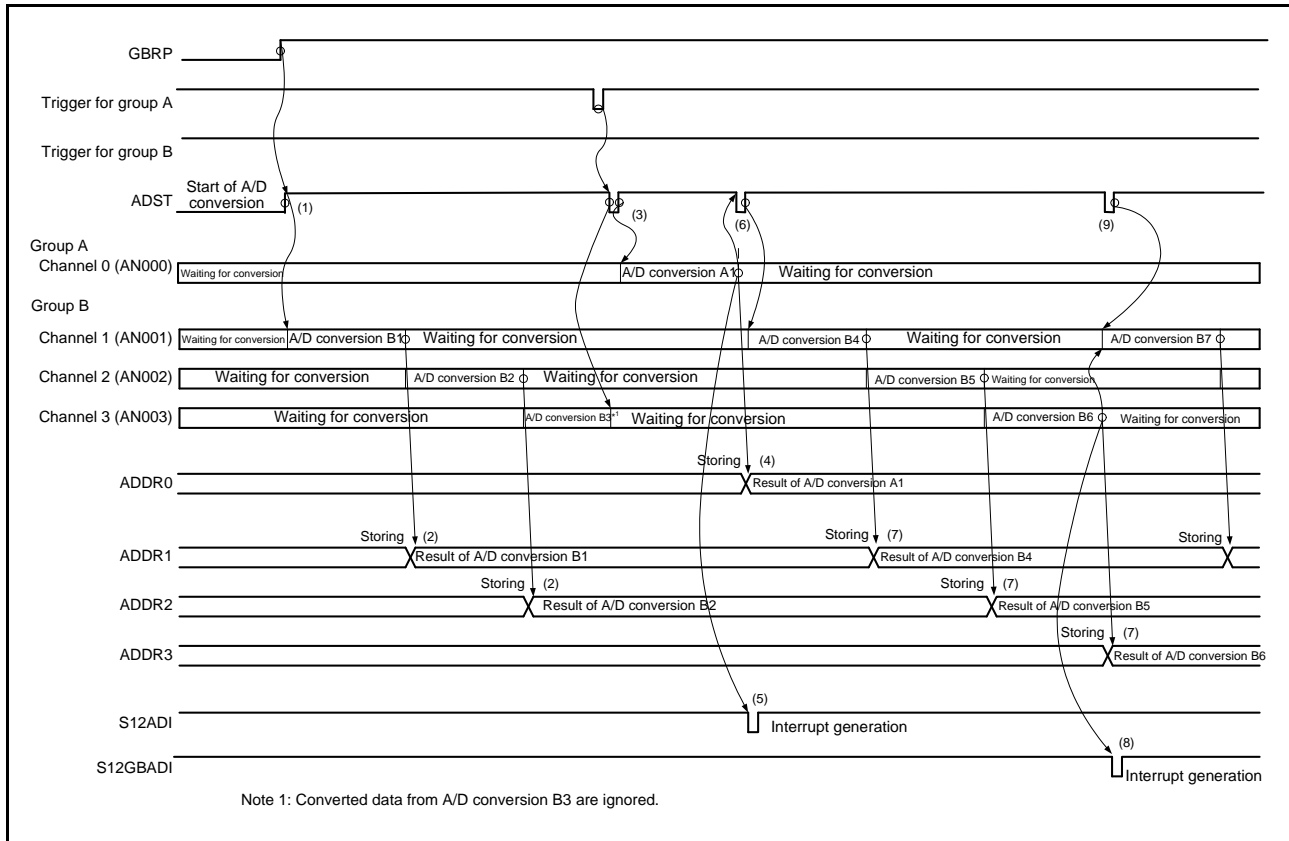 GBRP
Trigger for group A
Trigger for group B
Start of A/D
conversion
ADST
(1)
(3)
(6)
(9)
Group A
Channel 0 (AN000)
Waiting for conversion
A/D conversion A1
Waiting for conversion
Group B
Channel 1 (AN001)
Waiting for conversion
A/D conversion B1
Waiting for conversion
A/D conversion B4
Waiting for conversion
A/D conversion B7
Channel 2 (AN002)
Waiting for conversion
A/D conversion B2
Waiting for conversion
A/D conversion B5
Waiting for conversion
Channel 3 (AN003)
Waiting for conversion
A/D conversion B3*1
Waiting for conversion
A/D conversion B6
Waiting for conversion
Storing (4)
ADDR0
Result of A/D conversion A1
Storing (2)
Storing (7)
Storing
ADDR1
Result of A/D conversion B1
Result of A/D conversion B4
Storing (2)
Storing (7)
ADDR2
Result of A/D conversion B2
Result of A/D conversion B5
Storing (7)
ADDR3
Result of A/D conversion B6
(5)
S12ADI
Interrupt generation
(8)
S12GBADI
Interrupt generation
Note 1: Converted data from A/D conversion B3 are ignored.